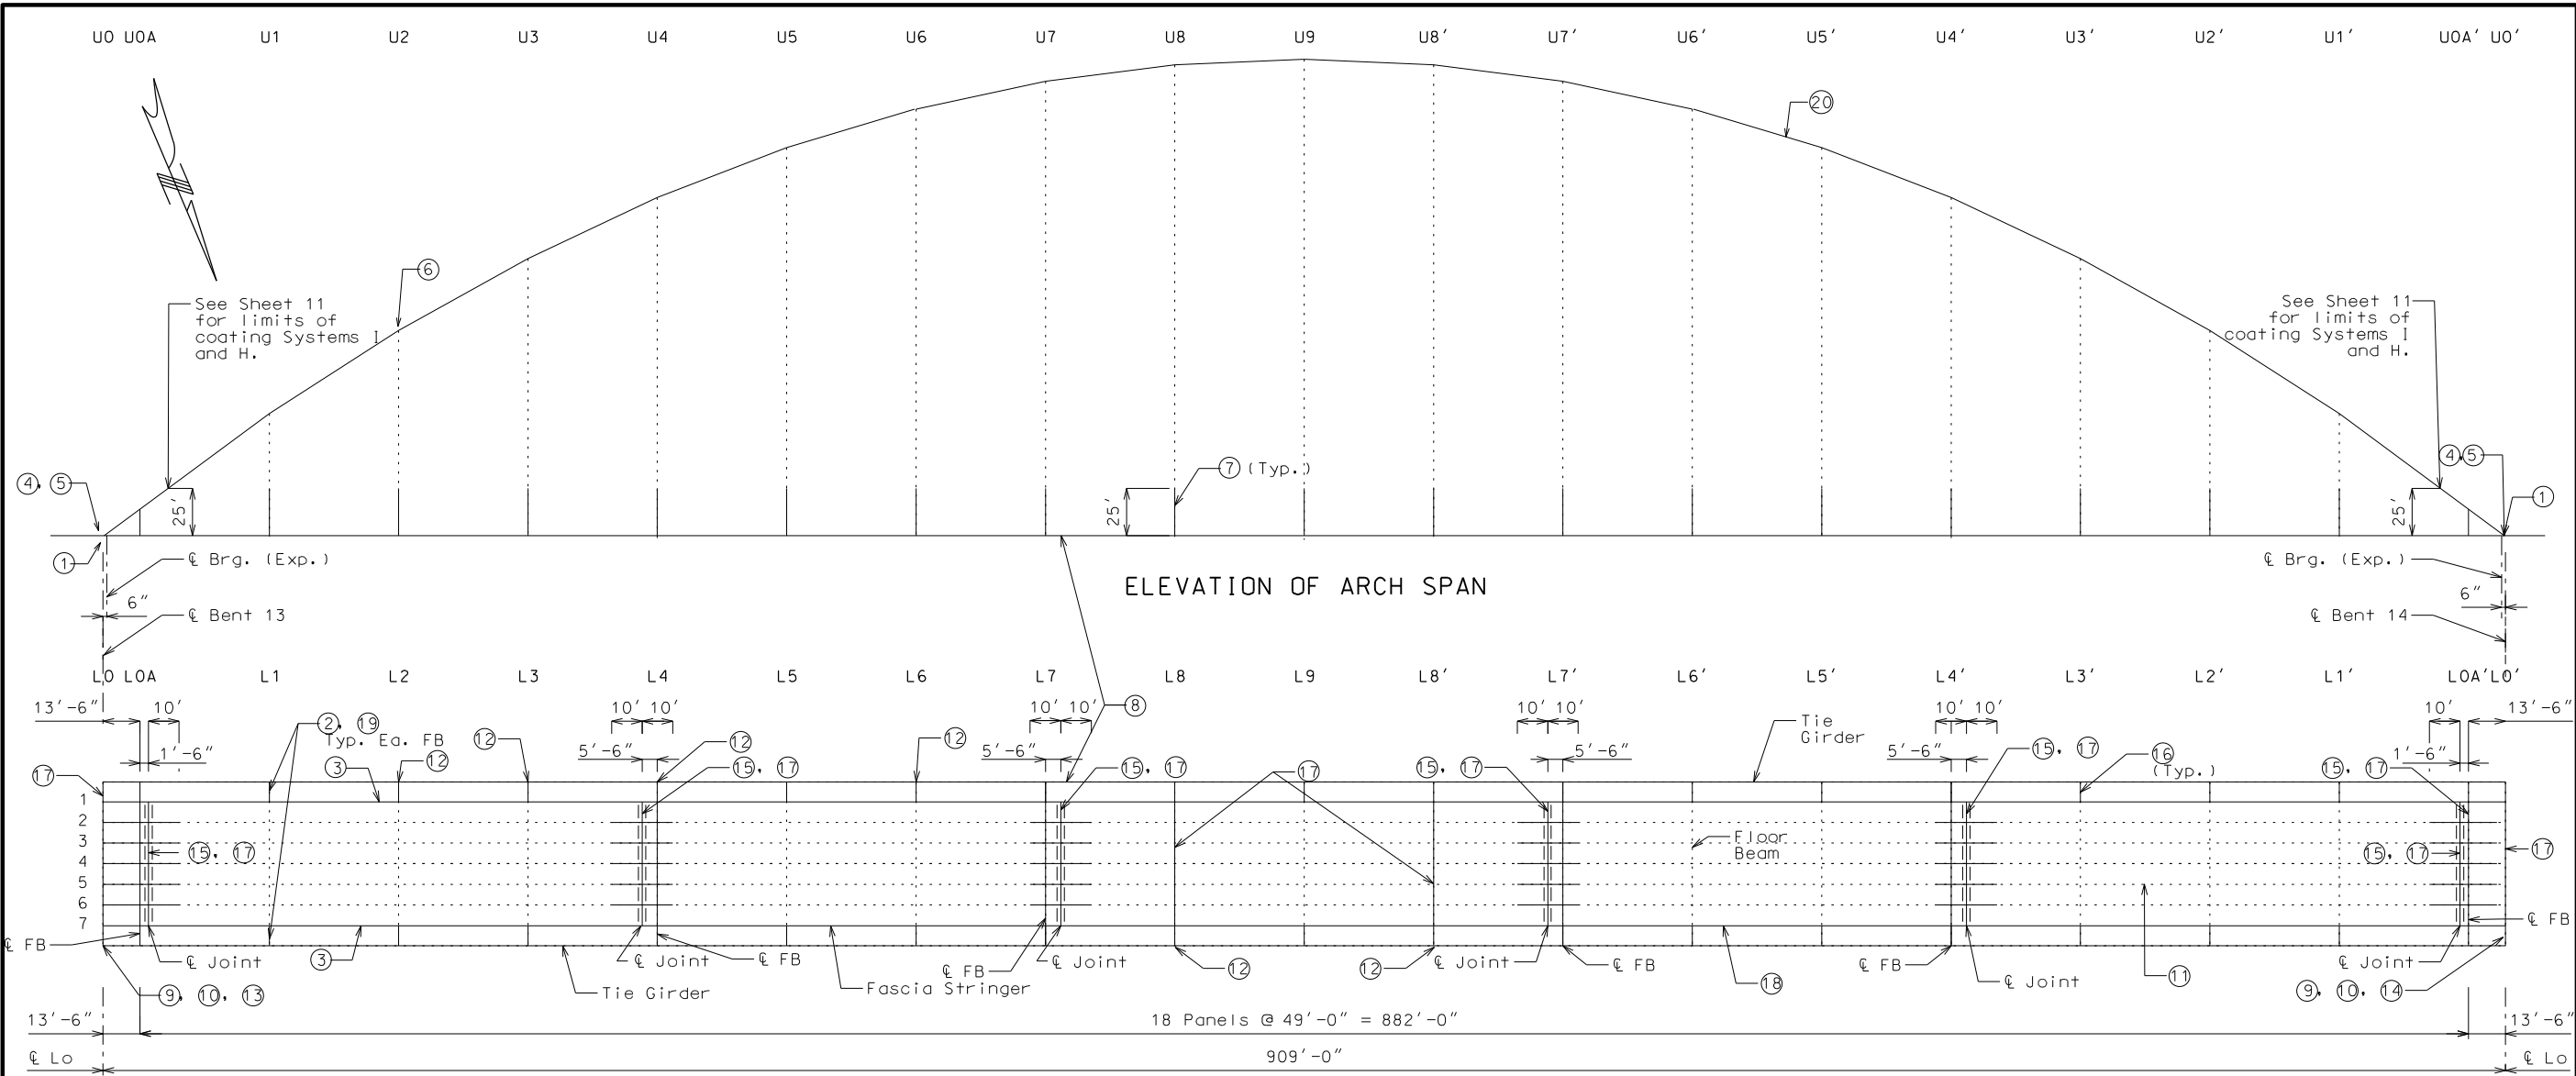 U0 U0A U1 U2 U3 U4 U5 U6 U7 U8 U9 U8' U7' U6' U5' U4' U3' U2' U1' U0A' U0'
20
6
See Sheet 11
for limits of
coating Systems I
and H.
See Sheet 11
for limits of
coating Systems I
and H.
4, 5
25'
25'
7 (Typ.)
25'
4, 5
1
1
℄ Brg. (Exp.)
℄ Brg. (Exp.)
ELEVATION OF ARCH SPAN
6"
℄ Bent 13
6"
℄ Bent 14
L0 L0A L1 L2 L3 L4 L5 L6 L7 L8 L9 L8' L7' L6' L5' L4' L3' L2' L1' L0A' L0'
13'-6" 10' 10' 10' 10' 10' 8 10' 10' 10' 10' 10' 13'-6"
2, 19
Typ. Ea. FB
Tie
Girder
1'-6" 3 12 12 5'-6" 12 12 5'-6" 5'-6" 5'-6" 1'-6"
17 15, 17 15, 17 17 15, 17 15, 17 16
(Typ.)
15, 17
1
2
3
4
5
6
7
15, 17
Floor
Beam
15, 17
17
11
℄ FB
℄ Joint
3
℄ Joint
℄ FB
℄ FB
℄ Joint
12
12
℄ Joint
℄ FB
℄ FB
℄ Joint
℄ Joint
℄ FB
9, 10, 13
Tie Girder
Fascia Stringer
18
9, 10, 14
13'-6" 18 Panels @ 49'-0" = 882'-0" 13'-6"
℄ Lo 909'-0" ℄ Lo